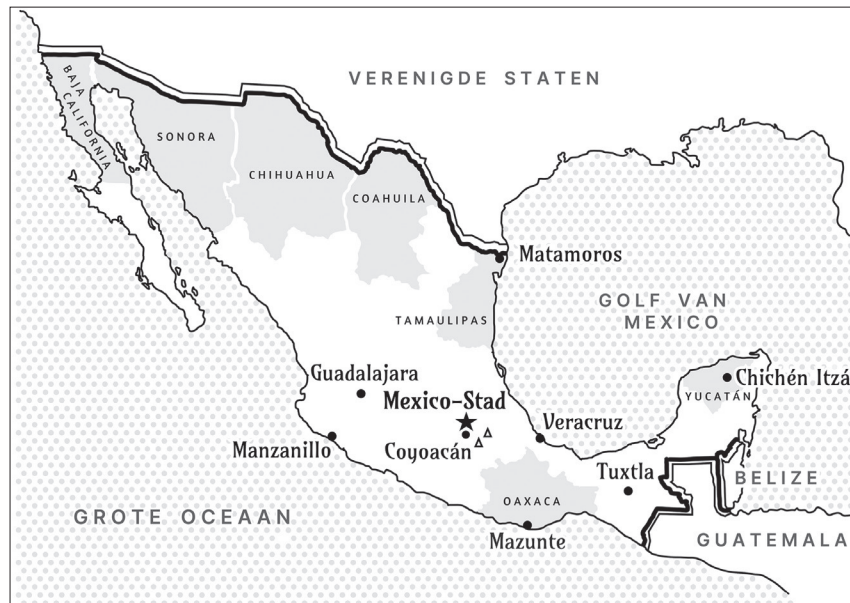 VERENIGDE STATEN
BAJA
CALIFORNIA
SONORA
CHIHUAHUA
COAHUILA
Matamoros
GOLF VAN
MEXICO
TAMAULIPAS
Guadalajara
Chichén Itzá
Mexico-Stad
YUCATÁN
Manzanillo
Coyoacán
Veracruz
Tuxtla
BELIZE
OAXACA
GROTE OCEAAN
Mazunte
GUATEMALA